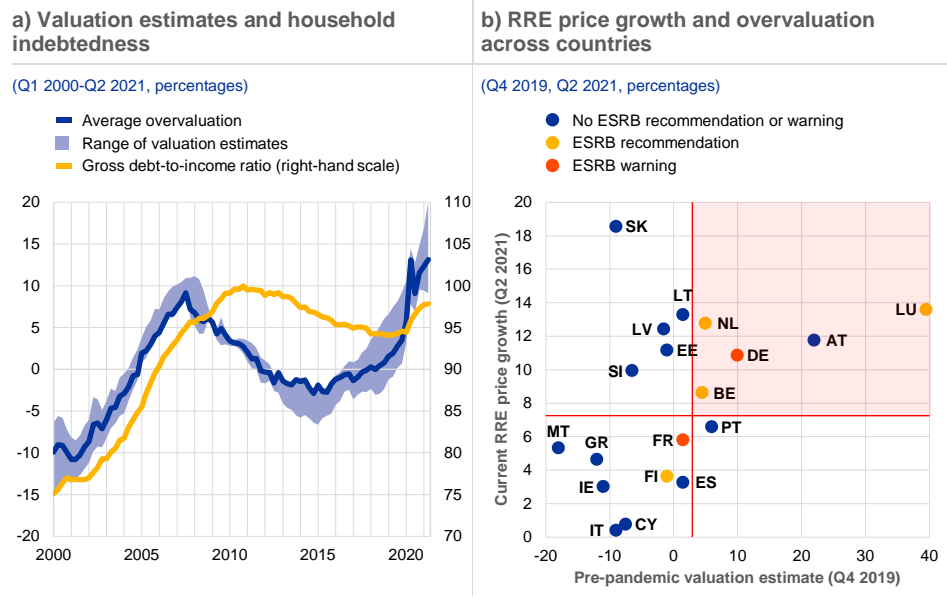 a) Valuation estimates and household
indebtedness
(Q1 2000-Q2 2021, percentages)
Average overvaluation
Range of valuation estimates
Gross debt-to-income ratio (right-hand scale)
20
15
10
5
0
-5
-10
-15
-20
110
105
100
95
90
85
80
75
70
2000
2005
2010
2015
2020
b) RRE price growth and overvaluation
across countries
(Q4 2019, Q2 2021, percentages)
No ESRB recommendation or warning
ESRB recommendation
ESRB warning
Current RRE price growth (Q2 2021)
20
18
16
14
12
10
8
6
4
2
0
SK
LT
LU
NL
LV
AT
EE
DE
SI
BE
PT
MT
FR
GR
FI
ES
IE
CY
IT
-20
-10
0
10
20
30
40
Pre-pandemic valuation estimate (Q4 2019)